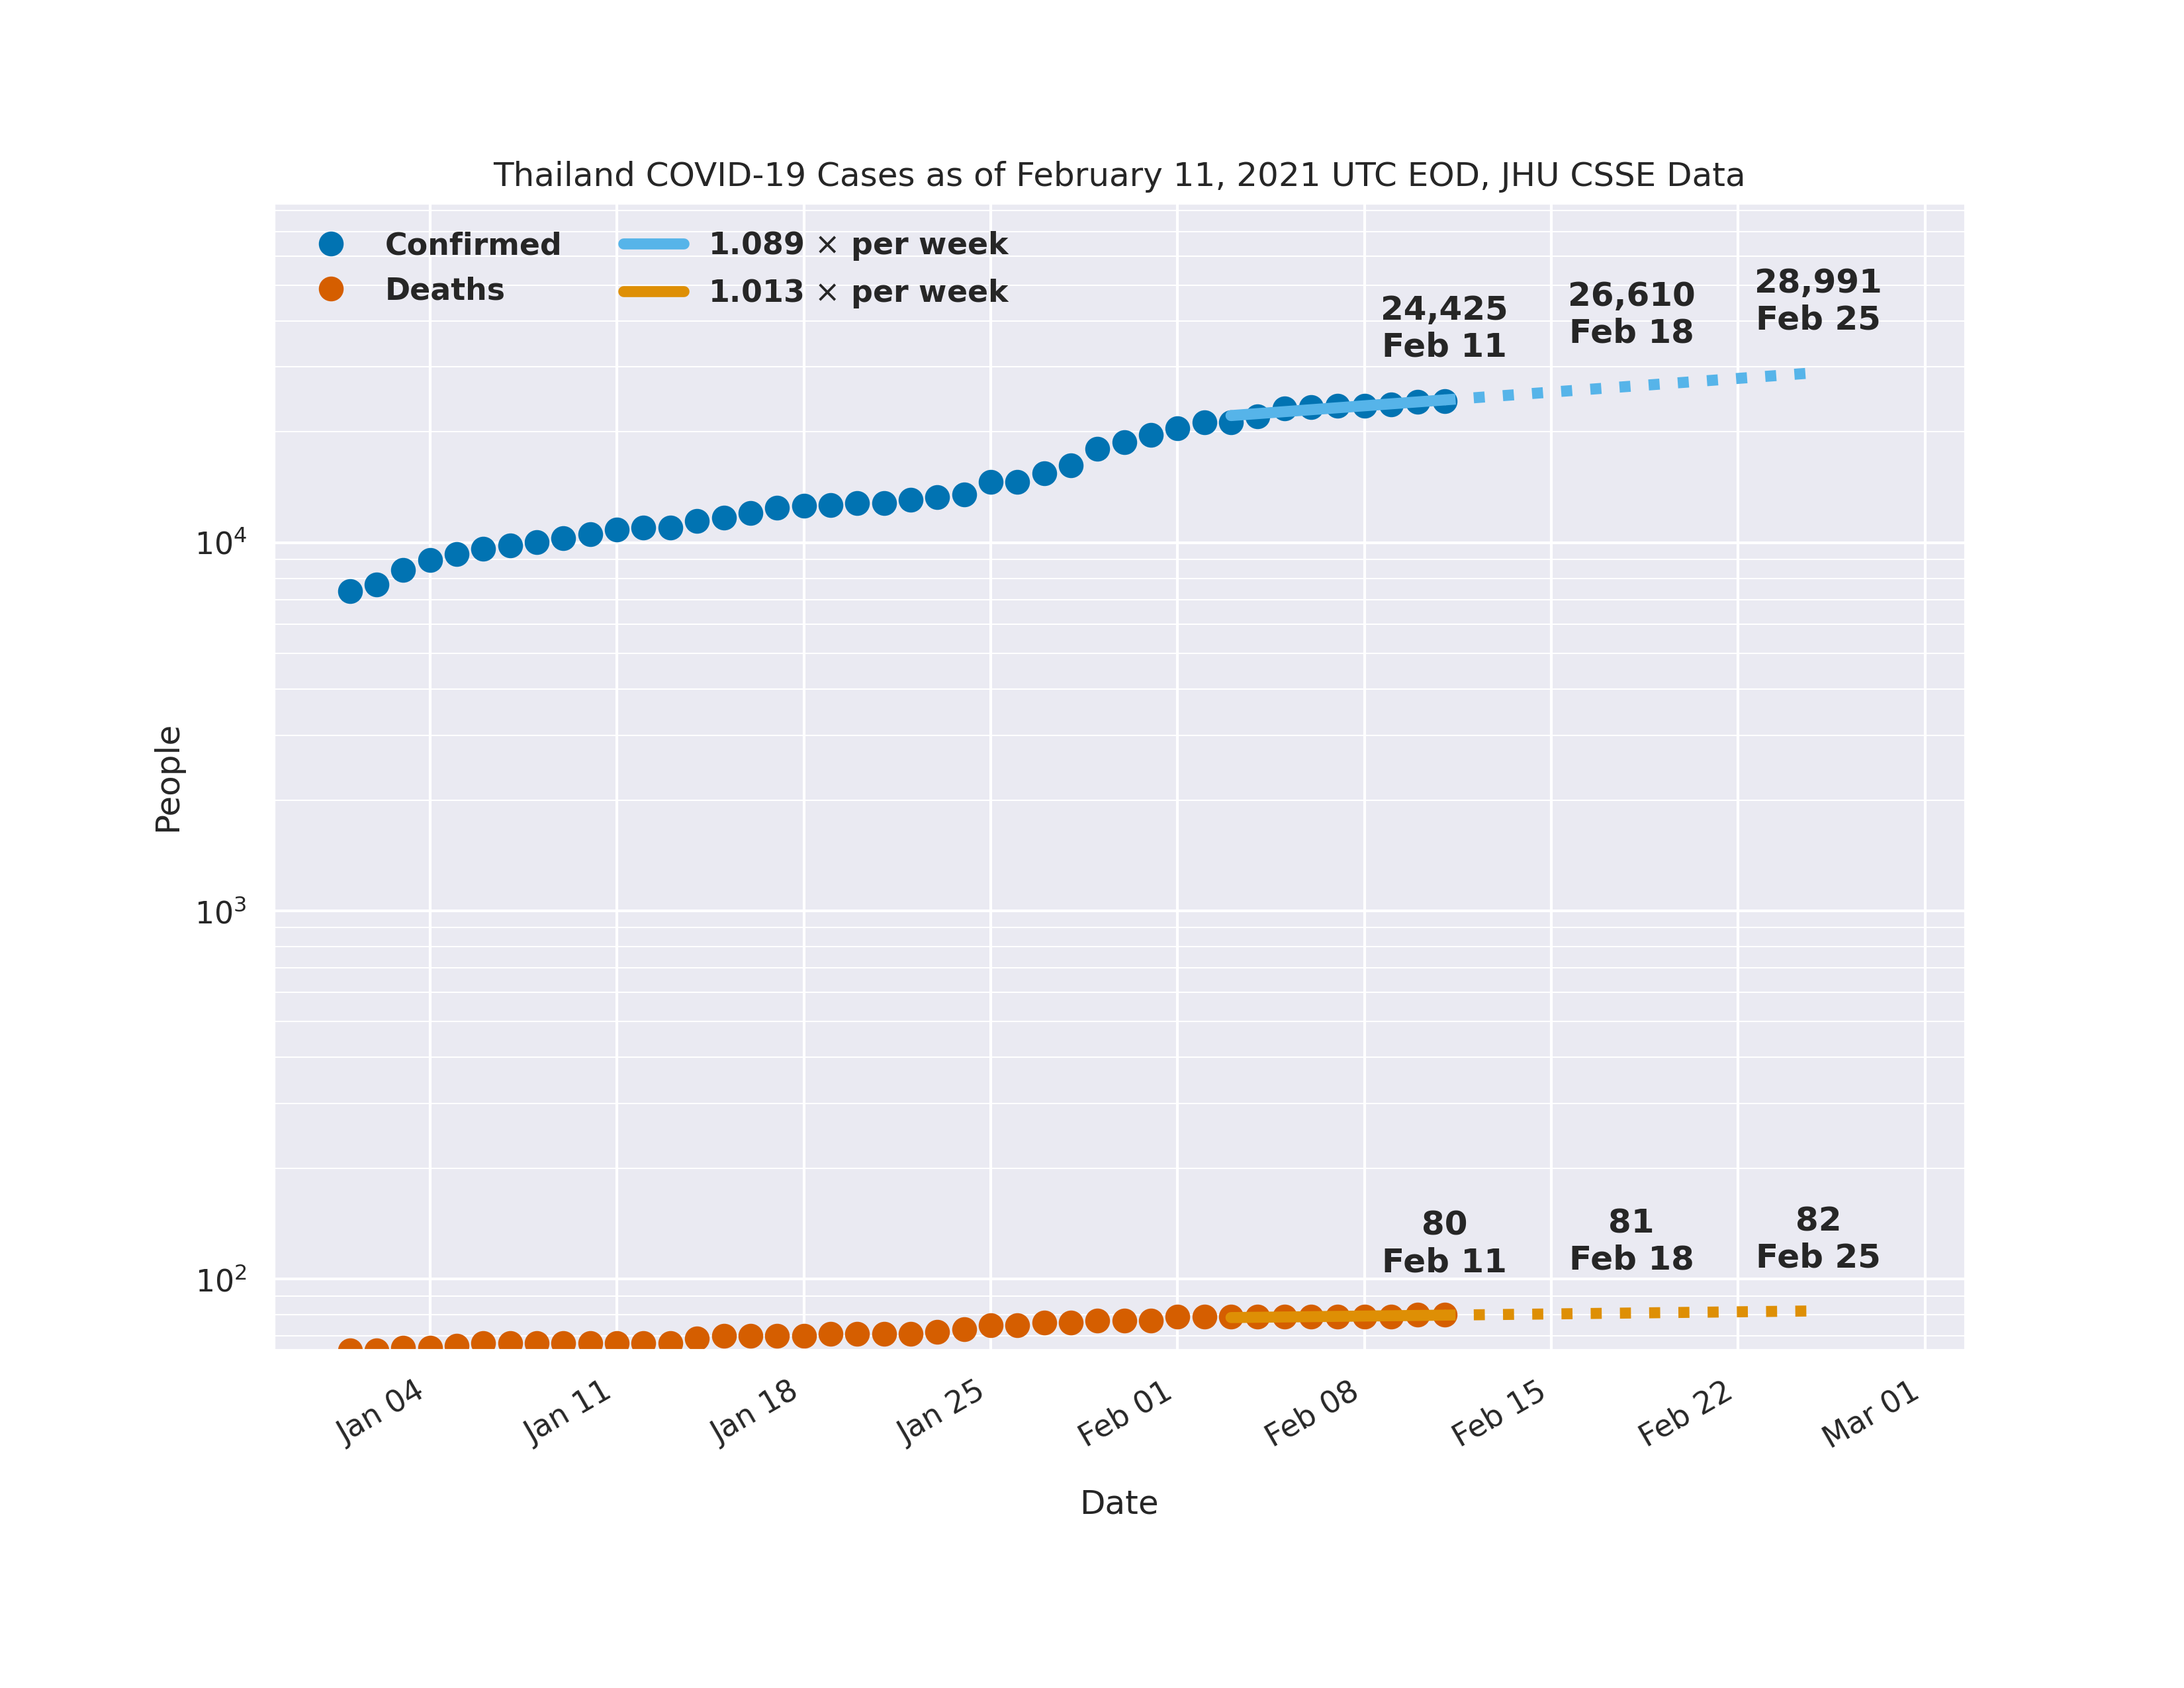 Thailand COVID-19 Cases as of February 11, 2021 UTC EOD, JHU CSSE Data
Confirmed
Deaths
1.089 × per week
1.013 × per week
24,425
Feb 11
26,610
Feb 18
28,991
Feb 25
80
Feb 11
81
Feb 18
82
Feb 25
People
10⁴
10³
10²
Jan 04
Jan 11
Jan 18
Jan 25
Feb 01
Feb 08
Feb 15
Feb 22
Mar 01
Date